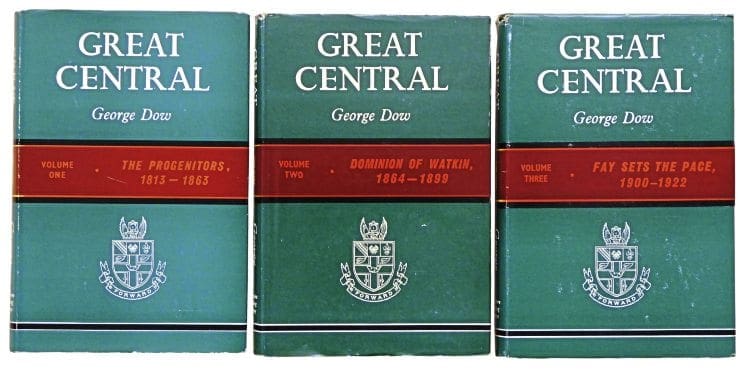 GREAT
CENTRAL
George Dow
VOLUME
ONE
• THE PROGENITORS,
1813—1863
FORWARD
GREAT
CENTRAL
George Dow
VOLUME
TWO
• DOMINION OF WATKIN,
1864—1899
FORWARD
GREAT
CENTRAL
George Dow
VOLUME
THREE
• FAY SETS THE PACE,
1900—1922
FORWARD